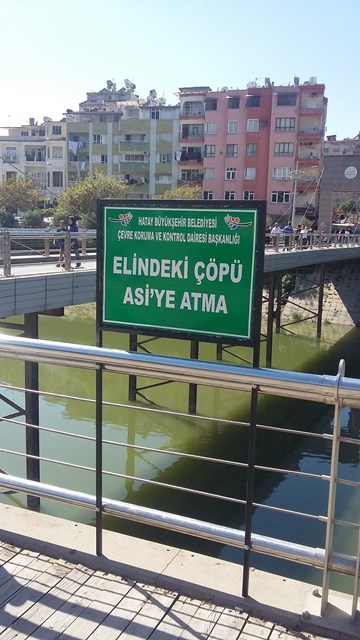 HATAY BÜYÜKŞEHİR BELEDİYESİ
ÇEVRE KORUMA VE KONTROL DAİRESİ BAŞKANLIĞI
ELİNDEKİ ÇÖPÜ
ASİ'YE ATMA